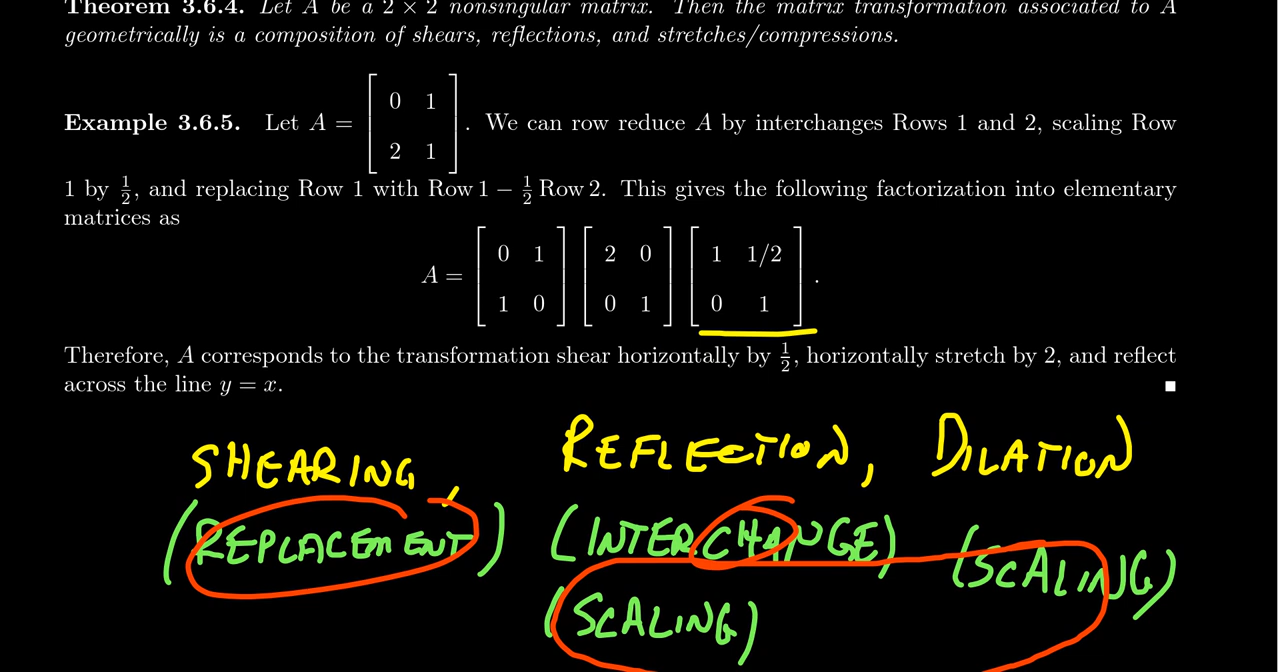 Theorem 3.6.4. Let A be a 2 × 2 nonsingular matrix. Then the matrix transformation associated to A
geometrically is a composition of shears, reflections, and stretches/compressions.
Example 3.6.5. Let A = [0 1; 2 1]. We can row reduce A by interchanges Rows 1 and 2, scaling Row
1 by 1/2, and replacing Row 1 with Row 1 − 1/2 Row 2. This gives the following factorization into elementary
matrices as
A = [0 1; 1 0] [2 0; 0 1] [1 1/2; 0 1].
Therefore, A corresponds to the transformation shear horizontally by 1/2, horizontally stretch by 2, and reflect
across the line y = x.
SHEARING, REFLECTION, DILATION
(REPLACEMENT) (INTERCHANGE) (SCALING)
(SCALING)